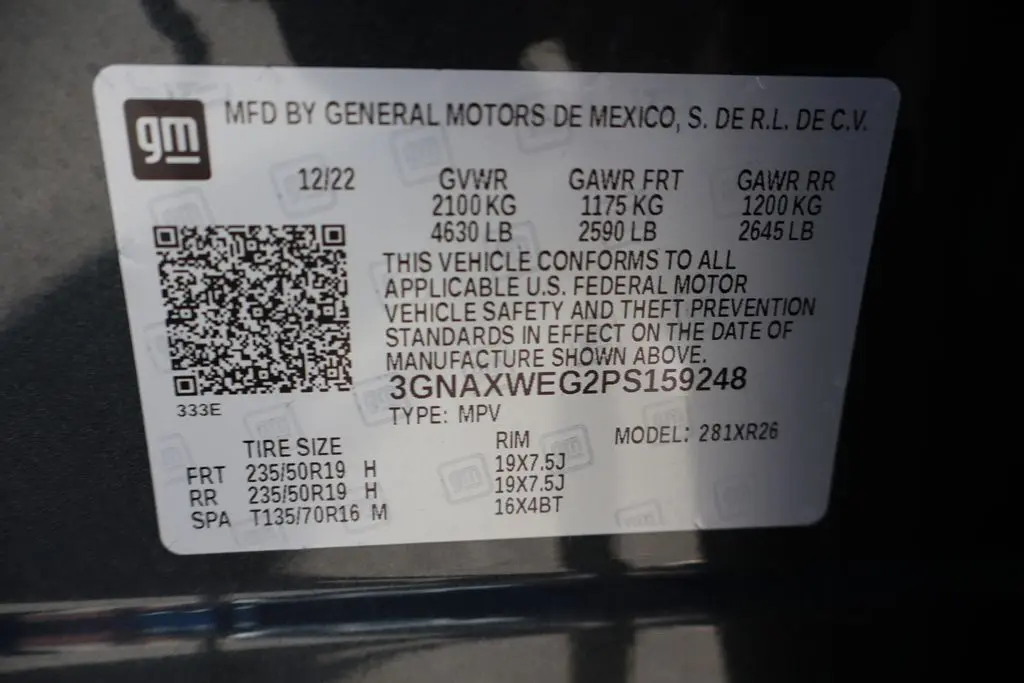 gm
MFD BY GENERAL MOTORS DE MEXICO, S. DE R.L. DE C.V.
12/22 GVWR GAWR FRT GAWR RR
2100 KG 1175 KG 1200 KG
4630 LB 2590 LB 2645 LB
THIS VEHICLE CONFORMS TO ALL
APPLICABLE U.S. FEDERAL MOTOR
VEHICLE SAFETY AND THEFT PREVENTION
STANDARDS IN EFFECT ON THE DATE OF
MANUFACTURE SHOWN ABOVE.
3GNAXWEG2PS159248
333E
TYPE: MPV
TIRE SIZE RIM MODEL: 281XR26
FRT 235/50R19 H 19X7.5J
RR 235/50R19 H 19X7.5J
SPA T135/70R16 M 16X4BT